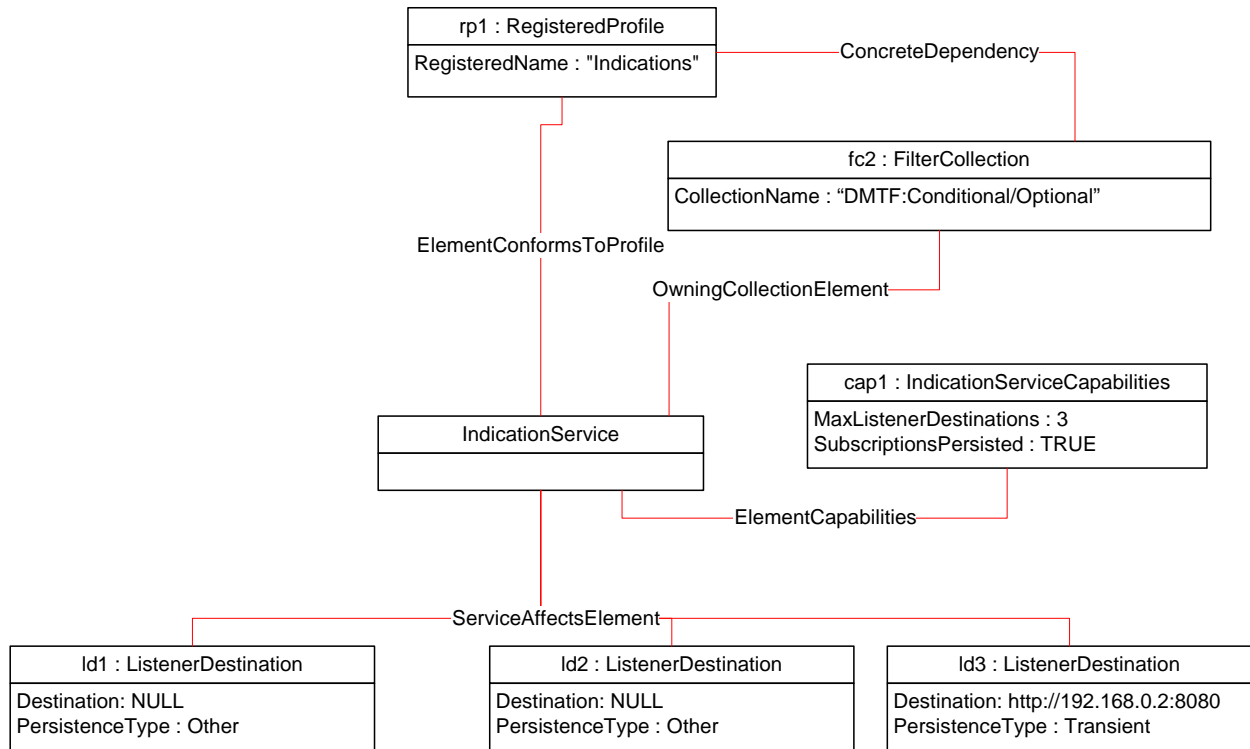 rp1 : RegisteredProfile
RegisteredName : "Indications"
ConcreteDependency
fc2 : FilterCollection
CollectionName : “DMTF:Conditional/Optional”
ElementConformsToProfile
OwningCollectionElement
cap1 : IndicationServiceCapabilities
MaxListenerDestinations : 3
SubscriptionsPersisted : TRUE
IndicationService
ElementCapabilities
ServiceAffectsElement
ld1 : ListenerDestination
Destination: NULL
PersistenceType : Other
ld2 : ListenerDestination
Destination: NULL
PersistenceType : Other
ld3 : ListenerDestination
Destination: http://192.168.0.2:8080
PersistenceType : Transient